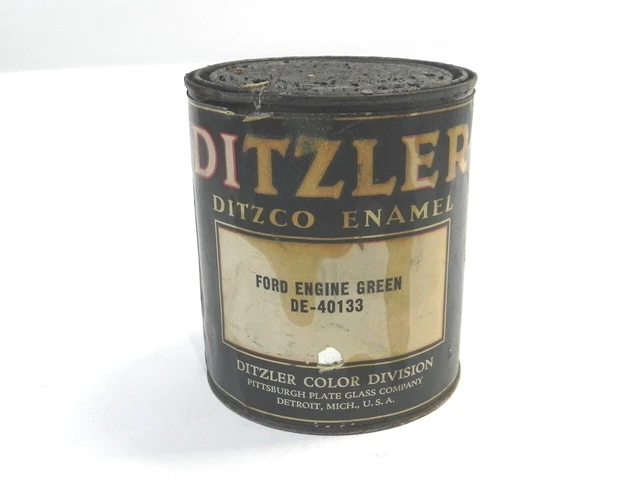 DITZLER
DITZCO ENAMEL
FORD ENGINE GREEN
DE-40133
DITZLER COLOR DIVISION
PITTSBURGH PLATE GLASS COMPANY
DETROIT, MICH., U. S. A.